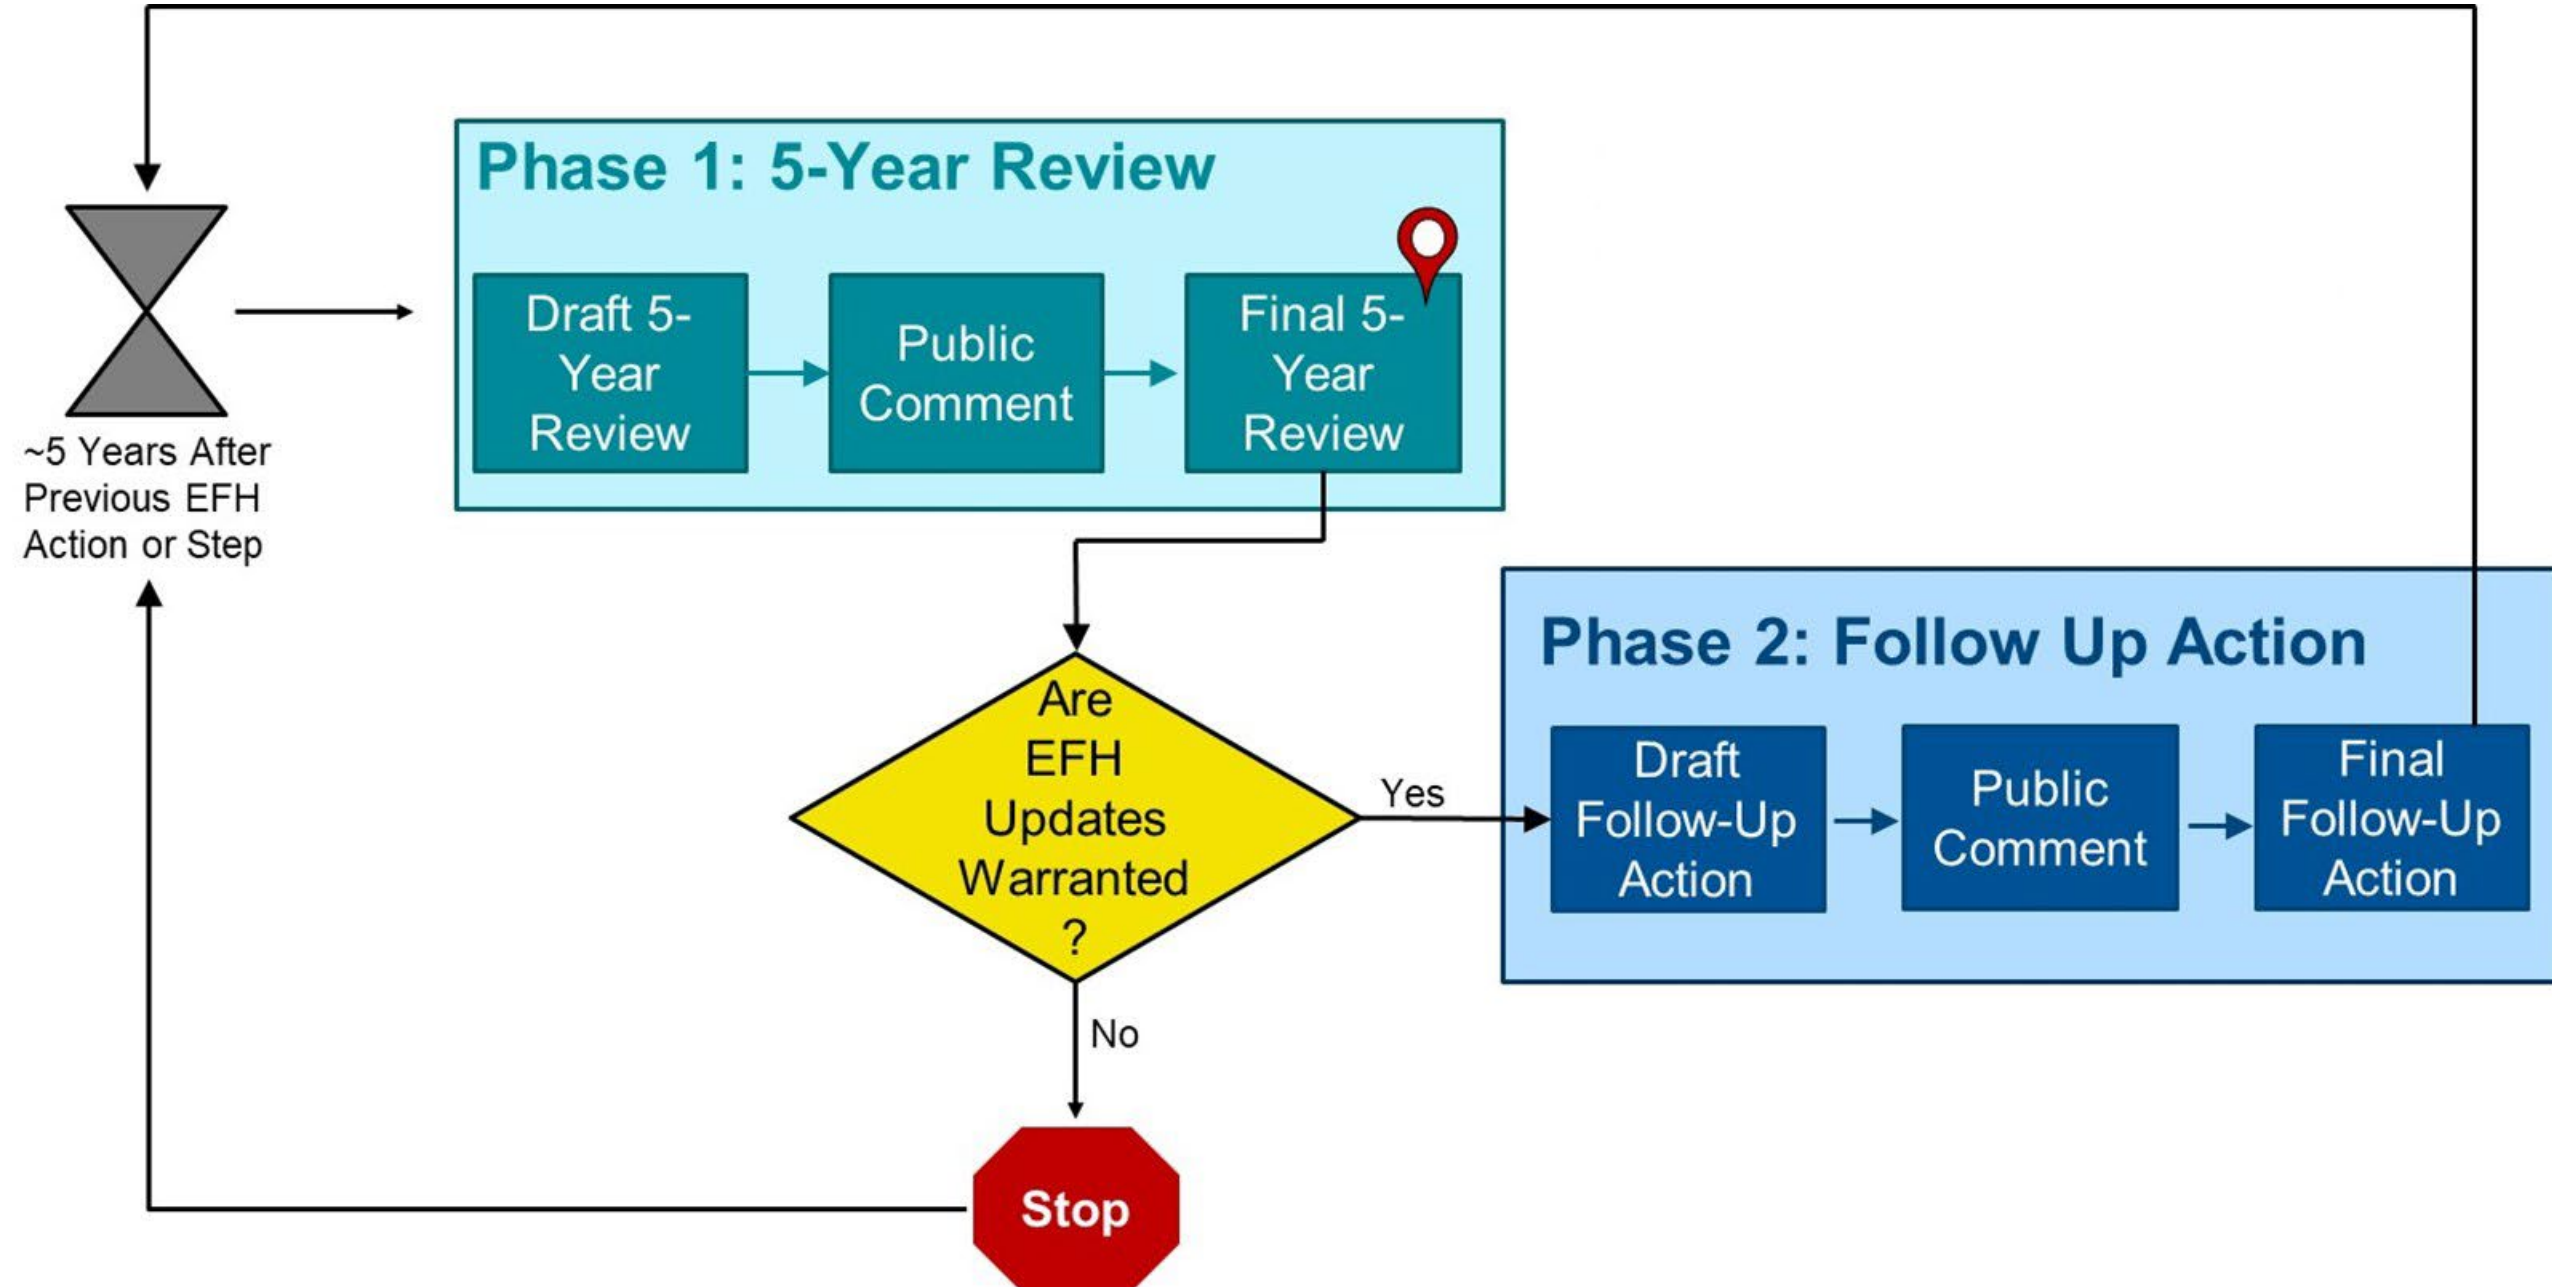 Phase 1: 5-Year Review
Draft 5-
Year
Review
Public
Comment
Final 5-
Year
Review
~5 Years After
Previous EFH
Action or Step
Are
EFH
Updates
Warranted
?
Yes
No
Stop
Phase 2: Follow Up Action
Draft
Follow-Up
Action
Public
Comment
Final
Follow-Up
Action